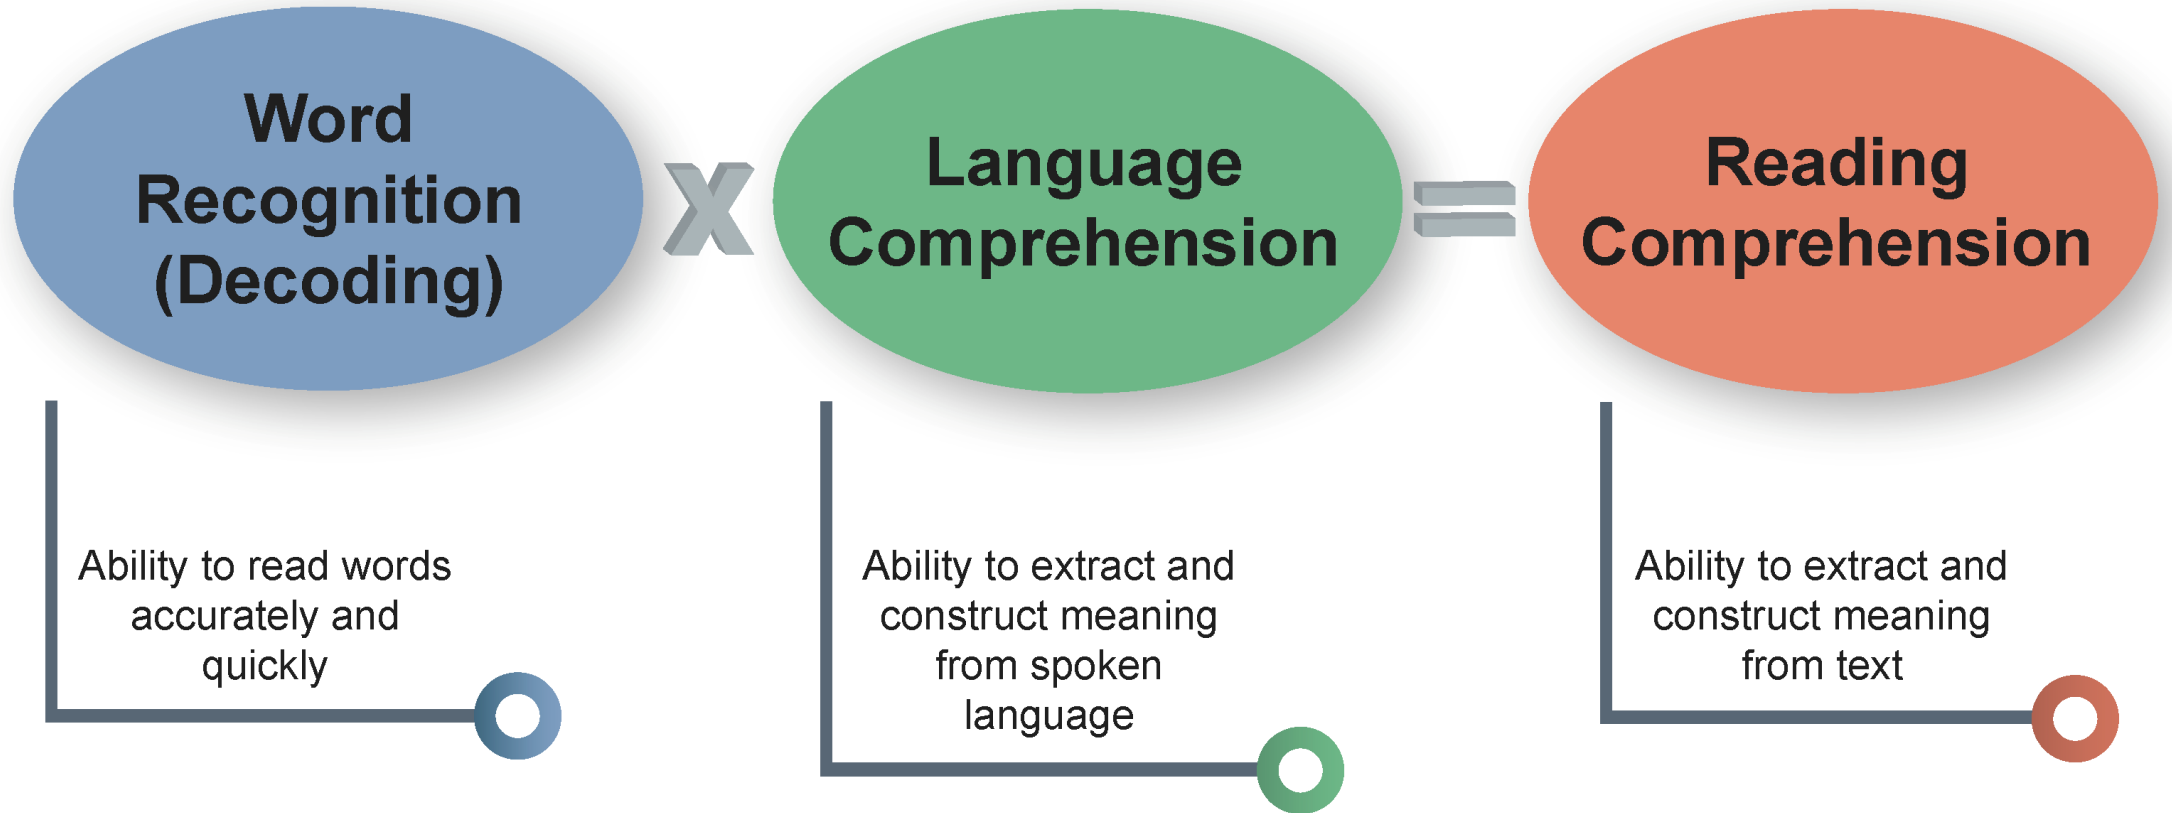 Word
Recognition
(Decoding)
x
Language
Comprehension
=
Reading
Comprehension
Ability to read words
accurately and
quickly
Ability to extract and
construct meaning
from spoken
language
Ability to extract and
construct meaning
from text